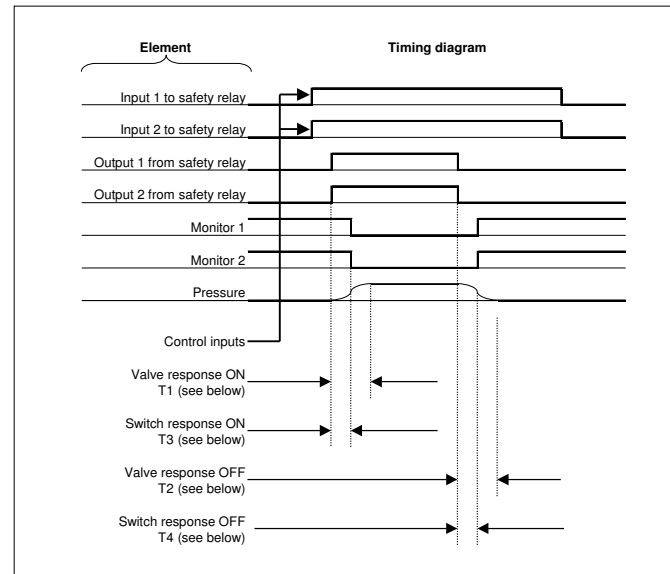 Element
Timing diagram
Input 1 to safety relay
Input 2 to safety relay
Output 1 from safety relay
Output 2 from safety relay
Monitor 1
Monitor 2
Pressure
Control inputs
Valve response ON
T1 (see below)
Switch response ON
T3 (see below)
Valve response OFF
T2 (see below)
Switch response OFF
T4 (see below)